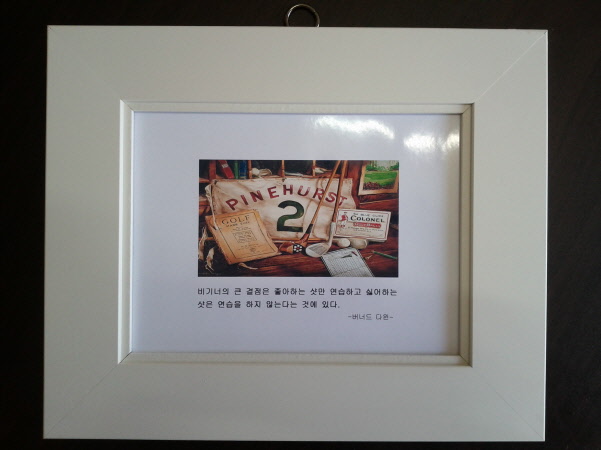 PINEHURST
2
GOLF
COLONEL
비기너의 큰 결점은 좋아하는 샷만 연습하고 싫어하는
샷은 연습을 하지 않는다는 것에 있다.
-버너드 다윈-